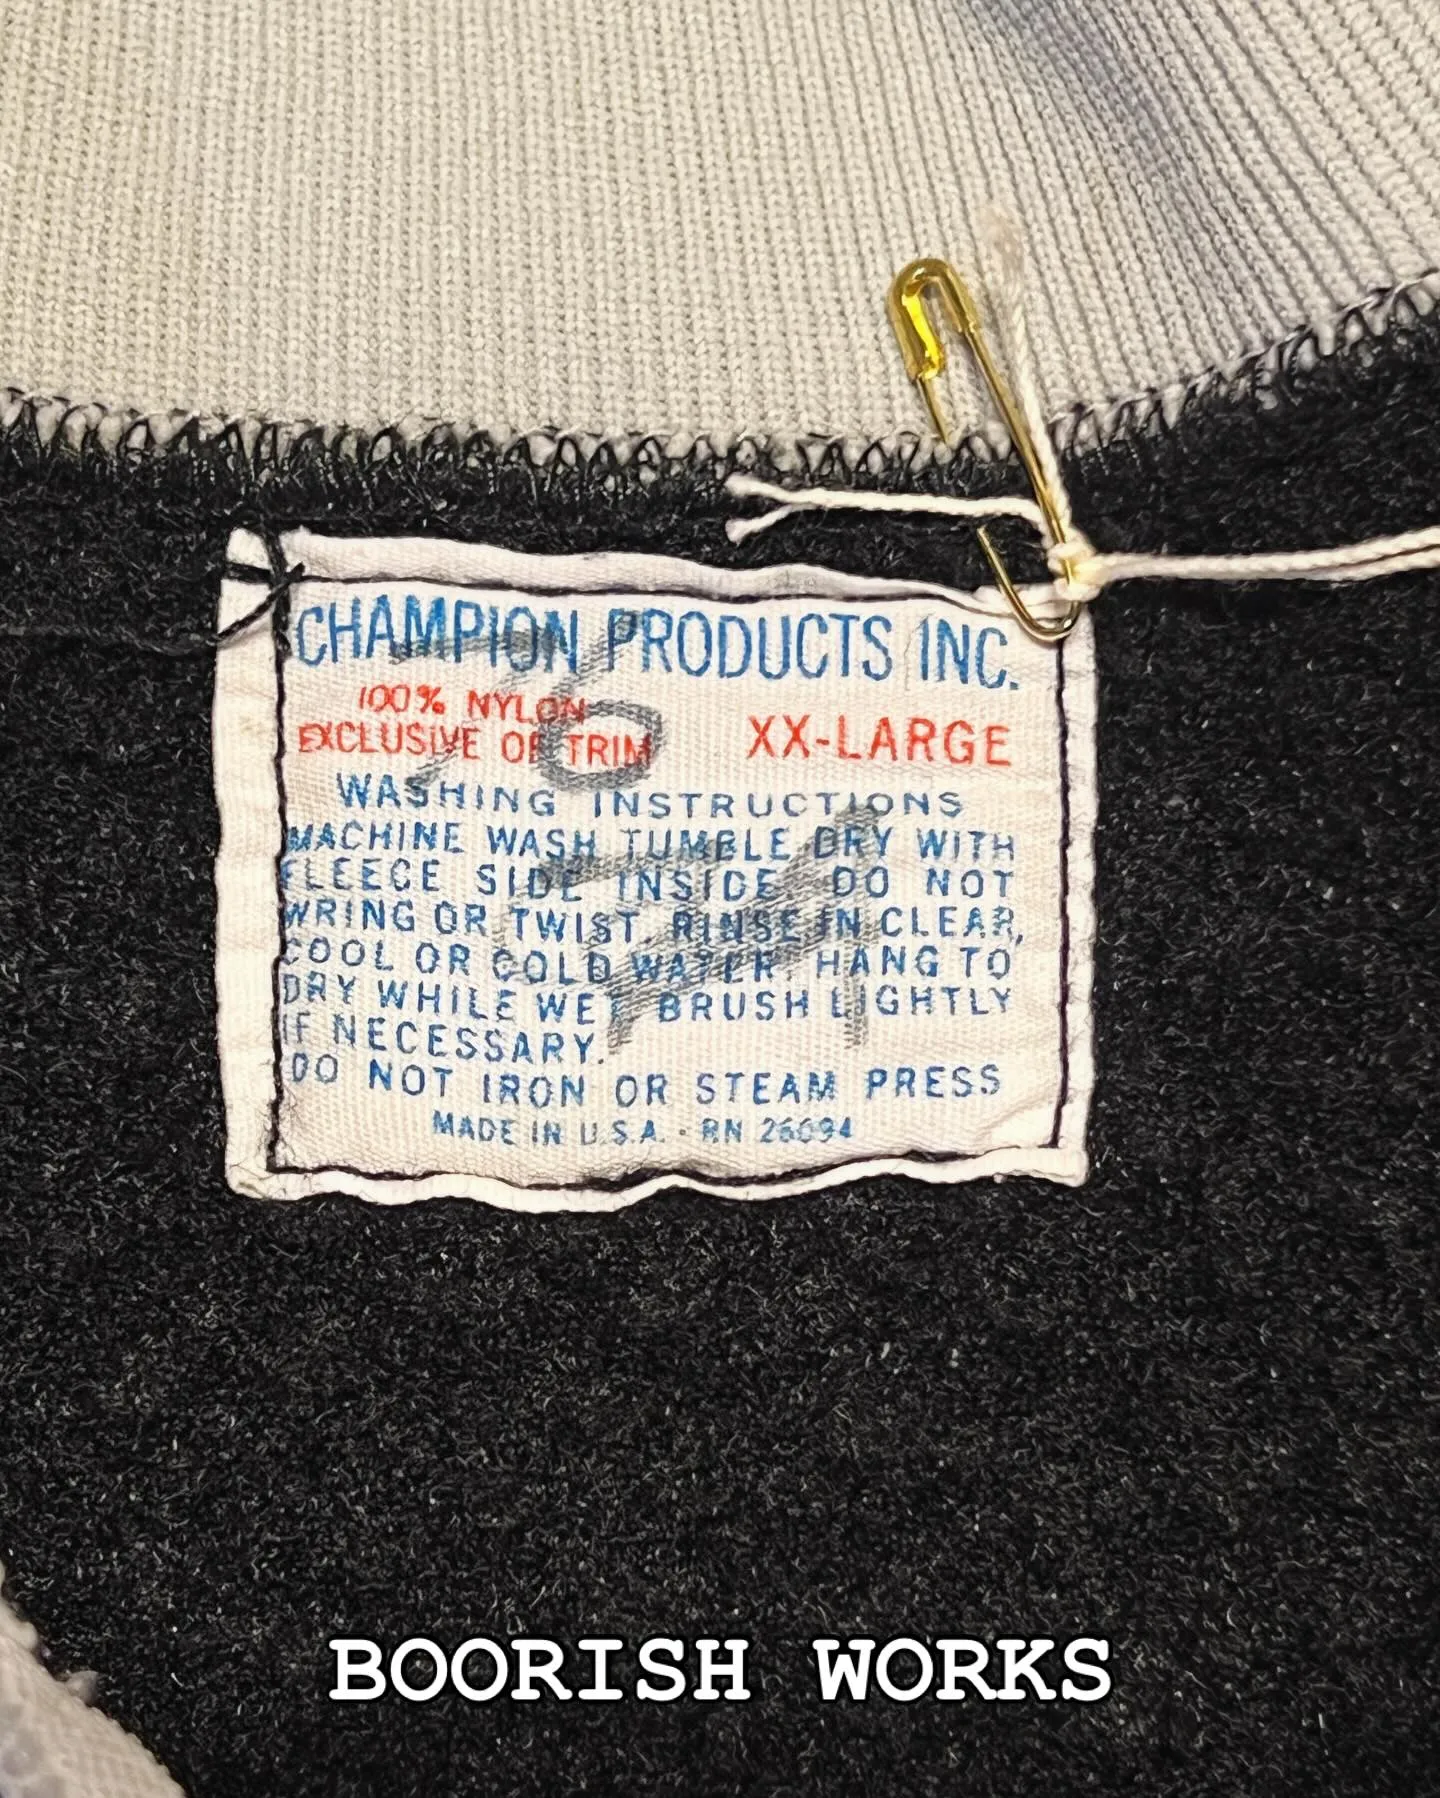 CHAMPION PRODUCTS INC.
100% NYLON
EXCLUSIVE OF TRIM
XX-LARGE
WASHING INSTRUCTIONS
MACHINE WASH TUMBLE DRY WITH
FLEECE SIDE INSIDE DO NOT
WRING OR TWIST. RINSE IN CLEAR,
COOL OR COLD WATER. HANG TO
DRY WHILE WET BRUSH LIGHTLY
IF NECESSARY.
DO NOT IRON OR STEAM PRESS
MADE IN U.S.A. · RN 26094
BOORISH WORKS